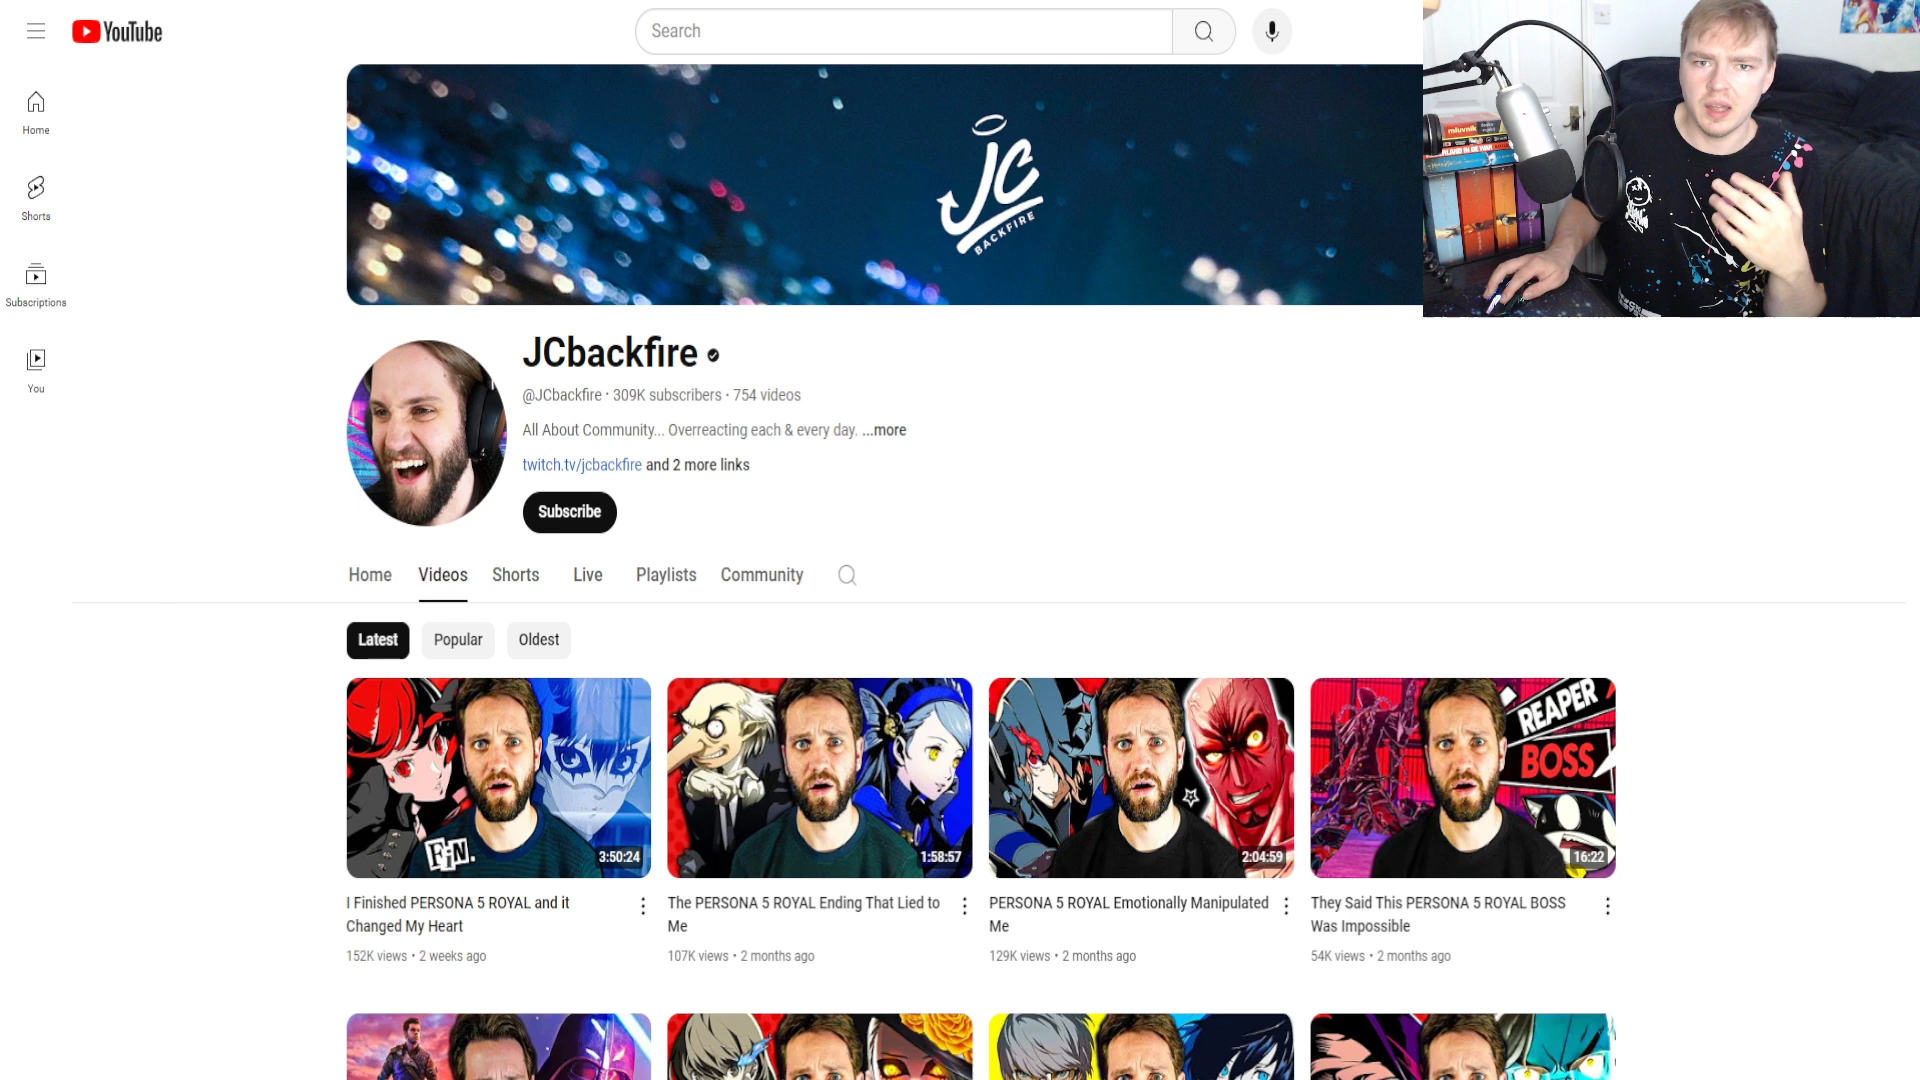 YouTube
Search
Home
Shorts
Subscriptions
You
JC
BACKFIRE
JCbackfire
@JCbackfire · 309K subscribers · 754 videos
All About Community... Overreacting each & every day. ...more
twitch.tv/jcbackfire and 2 more links
Subscribe
Home Videos Shorts Live Playlists Community
Latest Popular Oldest
FiN.
3:50:24
1:58:57
2:04:59
REAPER
BOSS
16:22
I Finished PERSONA 5 ROYAL and it
Changed My Heart
152K views • 2 weeks ago
The PERSONA 5 ROYAL Ending That Lied to
Me
107K views • 2 months ago
PERSONA 5 ROYAL Emotionally Manipulated
Me
129K views • 2 months ago
They Said This PERSONA 5 ROYAL BOSS
Was Impossible
54K views • 2 months ago